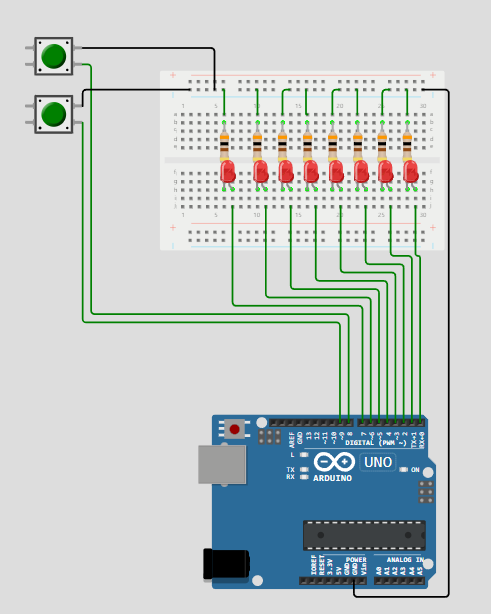 1 5 10 15 20 25 30
1 5 10 15 20 25 30
AREF
GND
13
12
~11
~10
~9
8
7
~6
~5
4
~3
2
TX→1
RX←0
DIGITAL (PWM ~)
L
TX
RX
UNO
ON
ARDUINO
IOREF
RESET
3.3V
5V
GND
GND
Vin
POWER
ANALOG IN
A0
A1
A2
A3
A4
A5